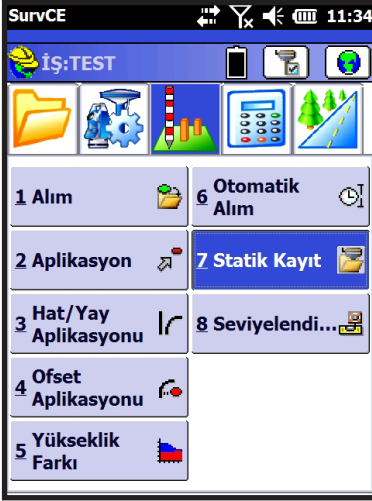 SurvCE 11:34
İŞ:TEST
1 Alım
2 Aplikasyon
3 Hat/Yay
Aplikasyonu
4 Ofset
Aplikasyonu
5 Yükseklik
Farkı
6 Otomatik
Alım
7 Statik Kayıt
8 Seviyelendi...